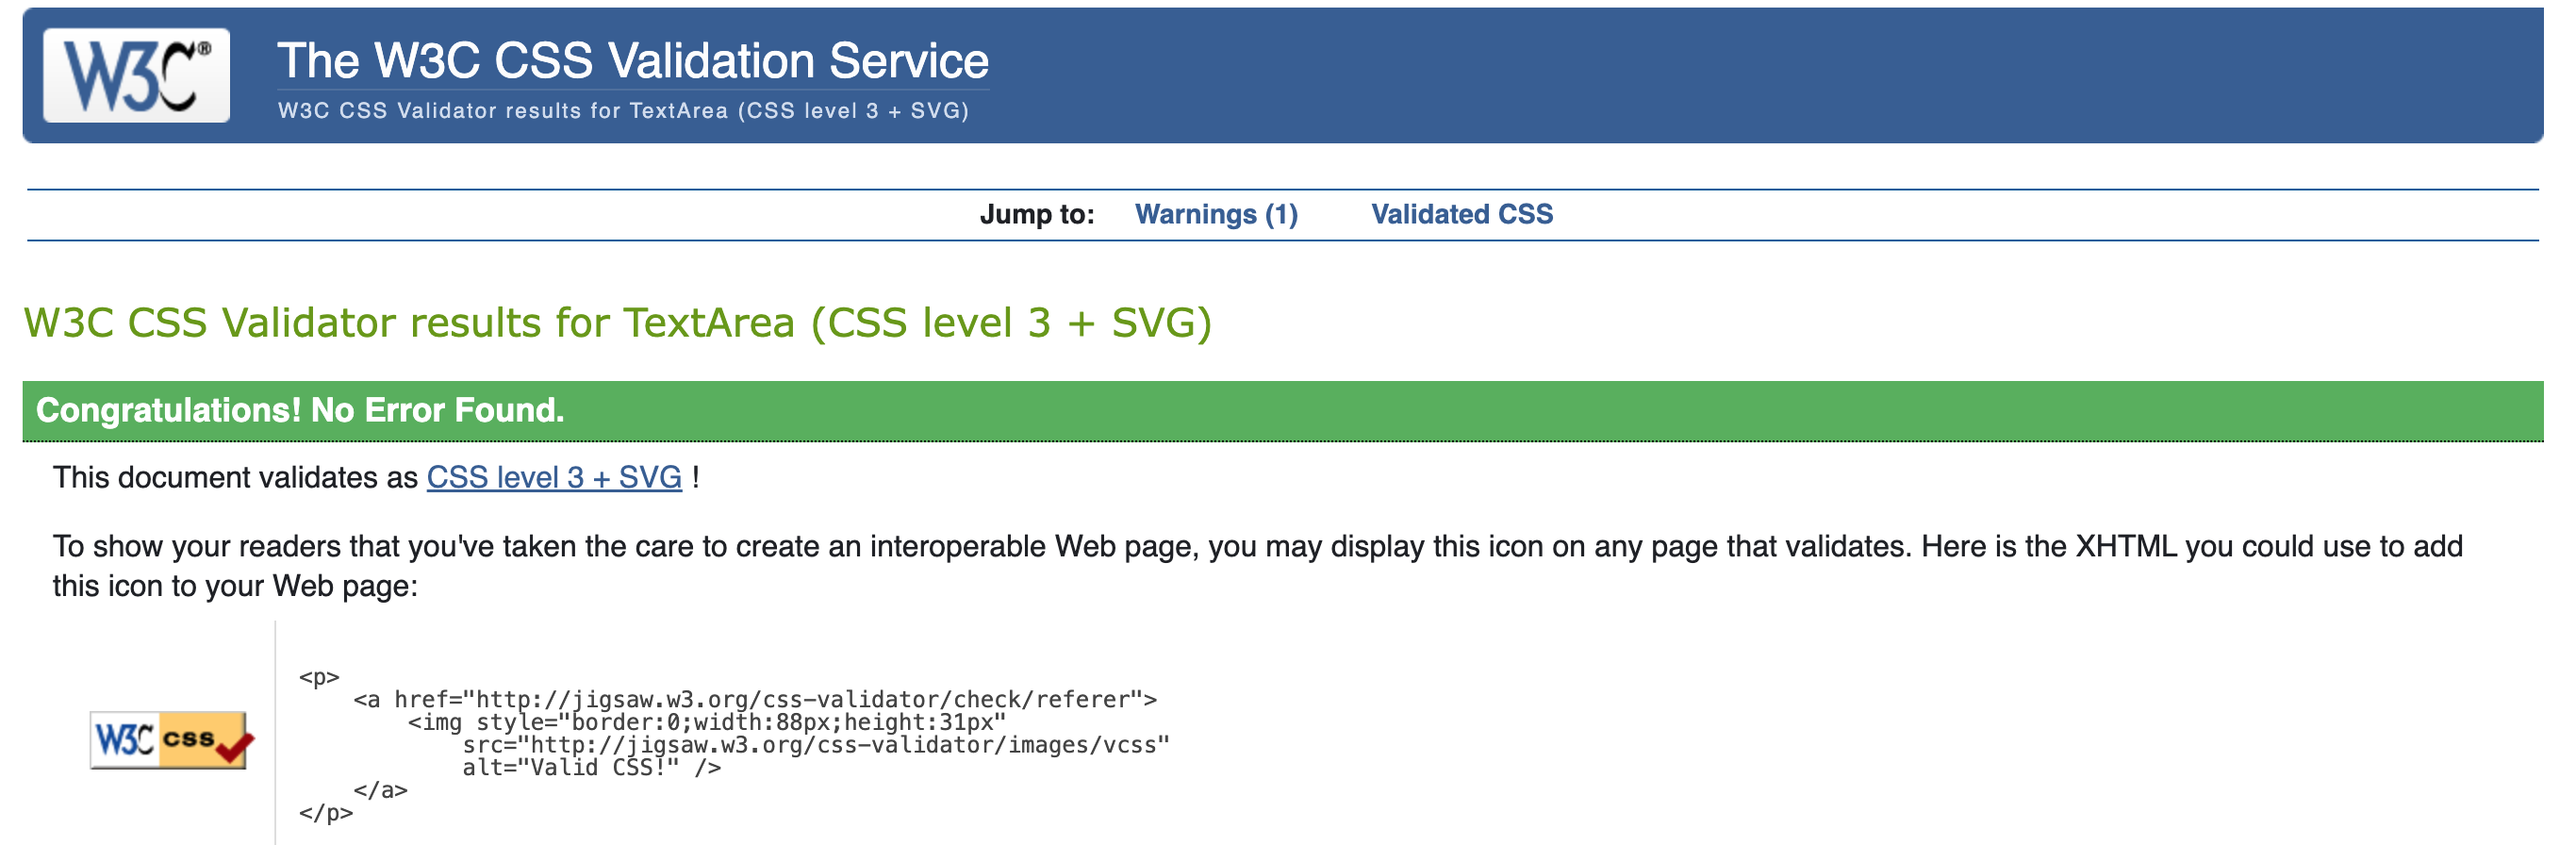 W3C®
The W3C CSS Validation Service
W3C CSS Validator results for TextArea (CSS level 3 + SVG)
Jump to: Warnings (1) Validated CSS
W3C CSS Validator results for TextArea (CSS level 3 + SVG)
Congratulations! No Error Found.
This document validates as CSS level 3 + SVG !
To show your readers that you've taken the care to create an interoperable Web page, you may display this icon on any page that validates. Here is the XHTML you could use to add
this icon to your Web page:
W3C css
<p>
    <a href="http://jigsaw.w3.org/css-validator/check/referer">
        <img style="border:0;width:88px;height:31px"
            src="http://jigsaw.w3.org/css-validator/images/vcss"
            alt="Valid CSS!" />
    </a>
</p>